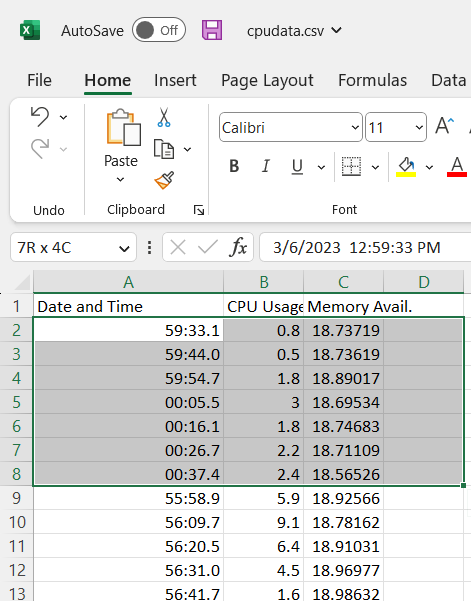 AutoSave Off cpudata.csv
File Home Insert Page Layout Formulas Data
Calibri 11 A
Paste B I U A
Undo Clipboard Font
7R x 4C fx 3/6/2023 12:59:33 PM
A B C D
1 Date and Time CPU Usage Memory Avail.
2 59:33.1 0.8 18.73719
3 59:44.0 0.5 18.73619
4 59:54.7 1.8 18.89017
5 00:05.5 3 18.69534
6 00:16.1 1.8 18.74683
7 00:26.7 2.2 18.71109
8 00:37.4 2.4 18.56526
9 55:58.9 5.9 18.92566
10 56:09.7 9.1 18.78162
11 56:20.5 6.4 18.91031
12 56:31.0 4.5 18.96977
13 56:41.7 1.6 18.98632